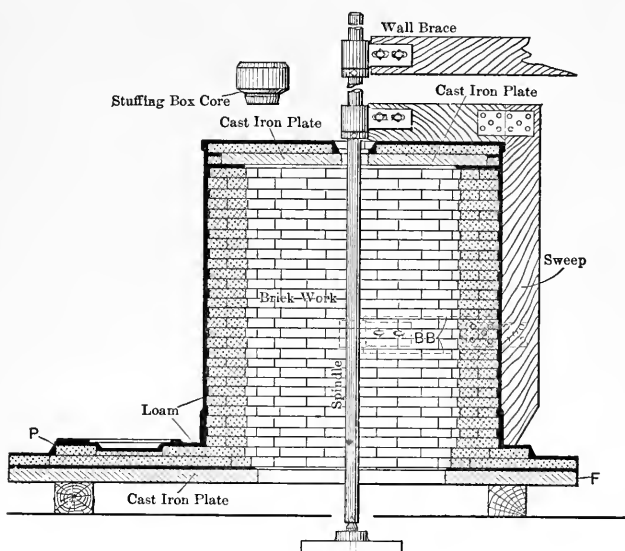 Wall Brace
Stuffing Box Core
Cast Iron Plate
Cast Iron Plate
Sweep
Brick-Work
BB
Spindle
Loam
P
Cast Iron Plate
F